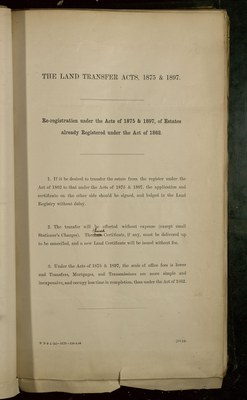 THE LAND TRANSFER ACTS, 1875 & 1897.
Re-registration under the Acts of 1875 & 1897, of Estates
already Registered under the Act of 1862.
1. If it be desired to transfer the estate from the register under the
Act of 1862 to that under the Acts of 1875 & 1897, the application and
certificate on the other side should be signed, and lodged in the Land
Registry without delay.
2. The transfer will be effected without expense (except small
Stationer's Charges). The Certificate, if any, must be delivered up
to be cancelled, and a new Land Certificate will be issued without fee.
3. Under the Acts of 1875 & 1897, the scale of office fees is lower
and Transfers, Mortgages, and Transmissions are more simple and
inexpensive, and occupy less time in completion, than under the Act of 1862.